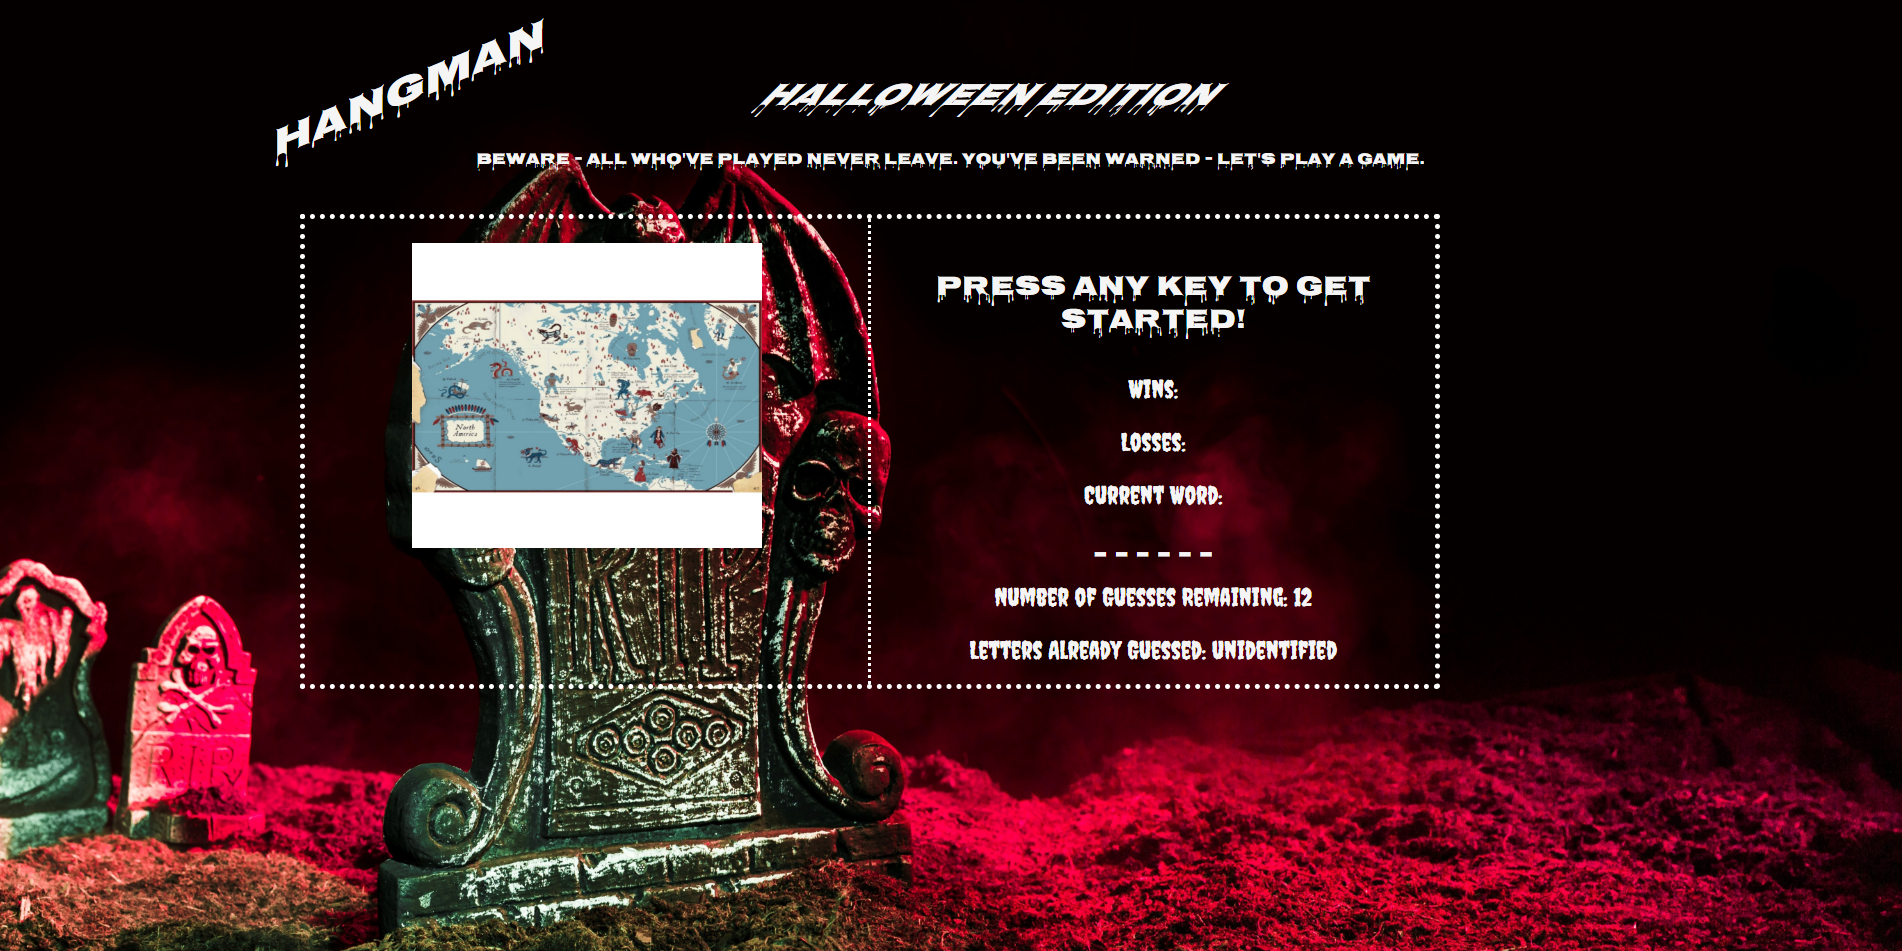 HANGMAN
HALLOWEEN EDITION
BEWARE - ALL WHO'VE PLAYED NEVER LEAVE. YOU'VE BEEN WARNED - LET'S PLAY A GAME.
North
America
PRESS ANY KEY TO GET
STARTED!
WINS:
LOSSES:
CURRENT WORD:
_ _ _ _ _ _
NUMBER OF GUESSES REMAINING: 12
LETTERS ALREADY GUESSED: UNIDENTIFIED
RIP
RIP